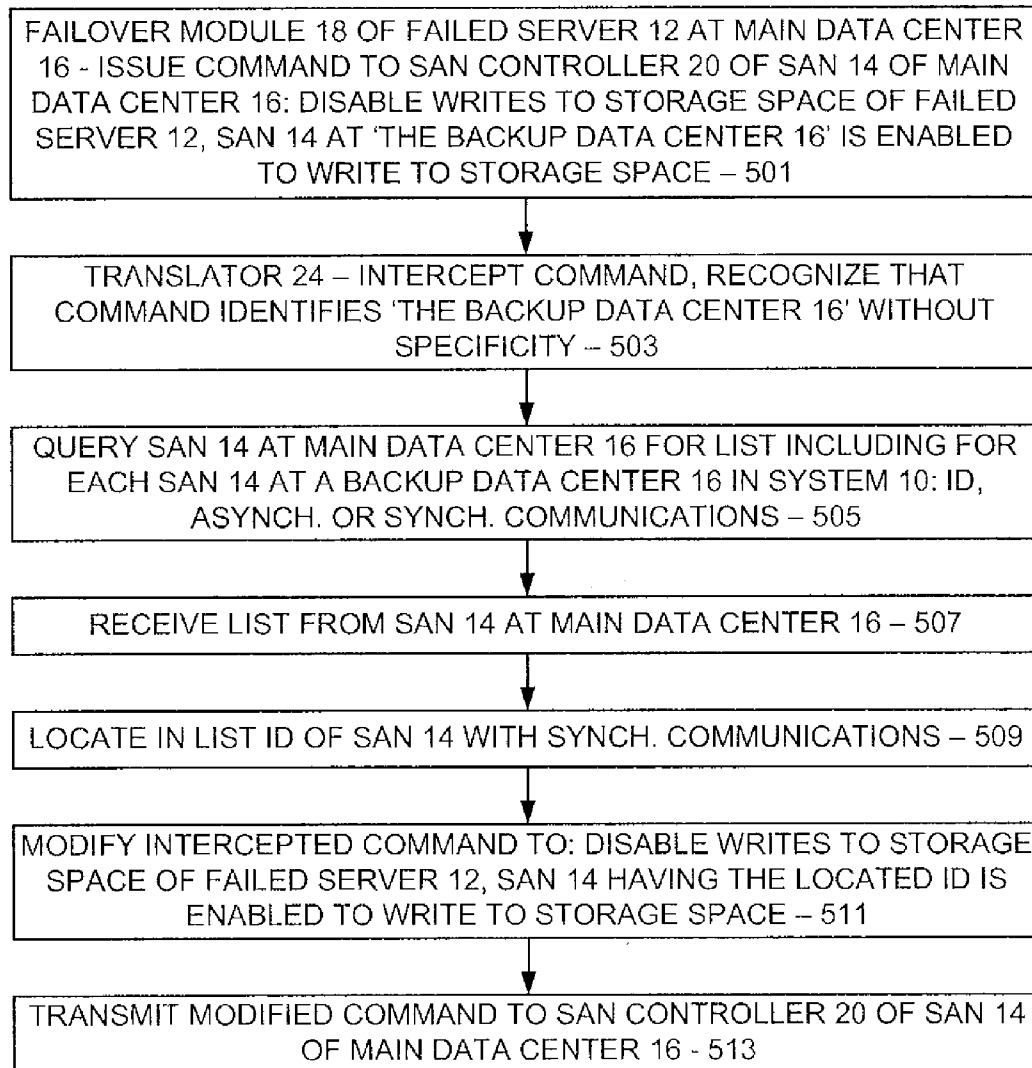 FAILOVER MODULE 18 OF FAILED SERVER 12 AT MAIN DATA CENTER
16 - ISSUE COMMAND TO SAN CONTROLLER 20 OF SAN 14 OF MAIN
DATA CENTER 16: DISABLE WRITES TO STORAGE SPACE OF FAILED
SERVER 12, SAN 14 AT 'THE BACKUP DATA CENTER 16' IS ENABLED
TO WRITE TO STORAGE SPACE – 501
TRANSLATOR 24 – INTERCEPT COMMAND, RECOGNIZE THAT
COMMAND IDENTIFIES 'THE BACKUP DATA CENTER 16' WITHOUT
SPECIFICITY – 503
QUERY SAN 14 AT MAIN DATA CENTER 16 FOR LIST INCLUDING FOR
EACH SAN 14 AT A BACKUP DATA CENTER 16 IN SYSTEM 10: ID,
ASYNCH. OR SYNCH. COMMUNICATIONS – 505
RECEIVE LIST FROM SAN 14 AT MAIN DATA CENTER 16 – 507
LOCATE IN LIST ID OF SAN 14 WITH SYNCH. COMMUNICATIONS – 509
MODIFY INTERCEPTED COMMAND TO: DISABLE WRITES TO STORAGE
SPACE OF FAILED SERVER 12, SAN 14 HAVING THE LOCATED ID IS
ENABLED TO WRITE TO STORAGE SPACE – 511
TRANSMIT MODIFIED COMMAND TO SAN CONTROLLER 20 OF SAN 14
OF MAIN DATA CENTER 16 - 513